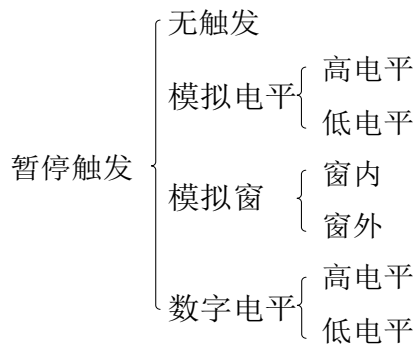 无触发
模拟电平
高电平
低电平
暂停触发
模拟窗
窗内
窗外
数字电平
高电平
低电平